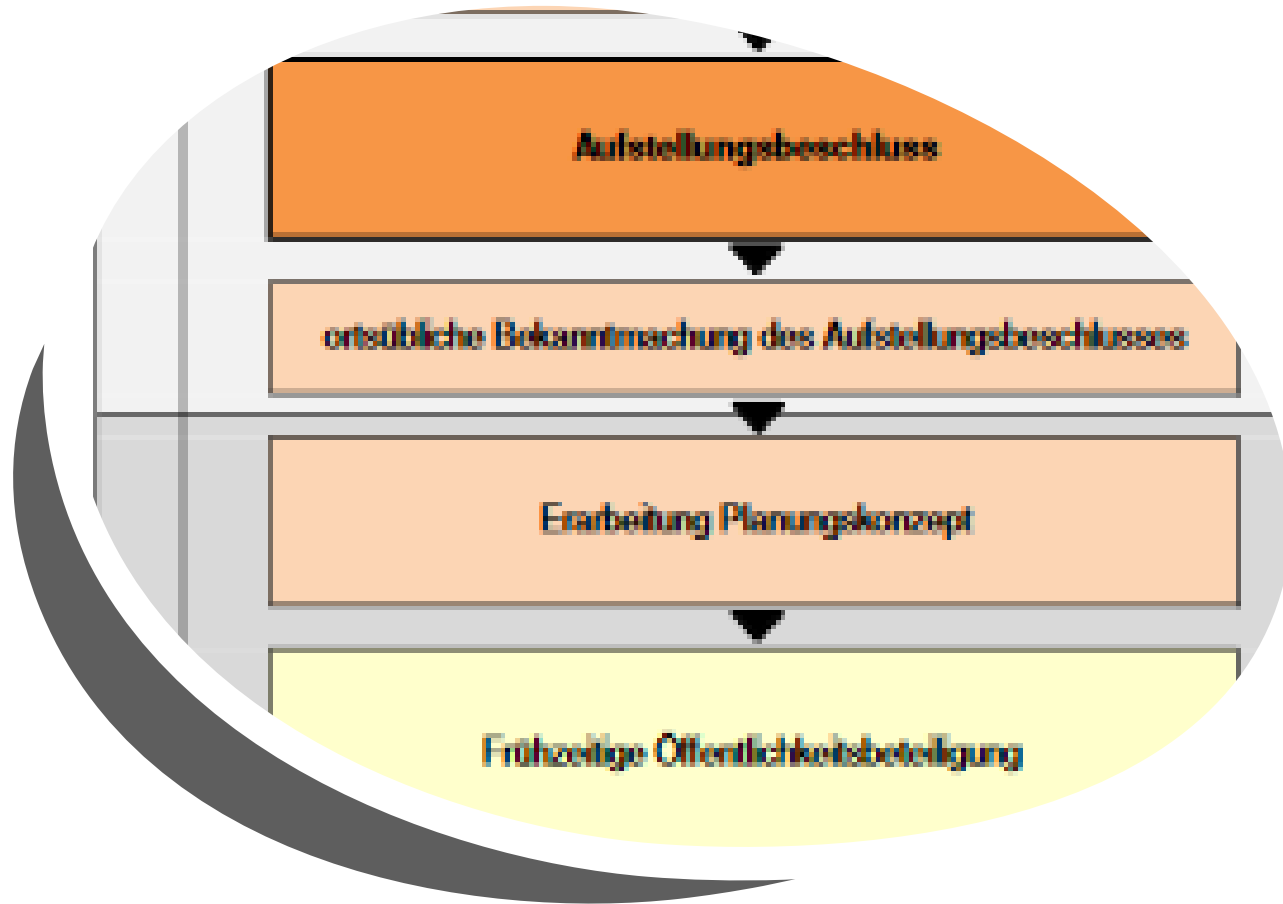 Aufstellungsbeschluss
ortsübliche Bekanntmachung des Aufstellungsbeschlusses
Erarbeitung Planungskonzept
Frühzeitige Öffentlichkeitsbeteiligung